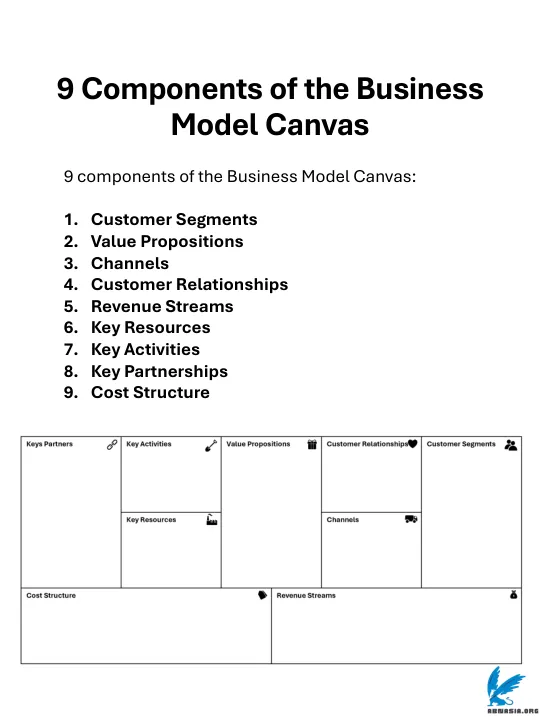 9 Components of the Business
Model Canvas
9 components of the Business Model Canvas:
1. Customer Segments
2. Value Propositions
3. Channels
4. Customer Relationships
5. Revenue Streams
6. Key Resources
7. Key Activities
8. Key Partnerships
9. Cost Structure
Keys Partners
Key Activities
Value Propositions
Customer Relationships
Customer Segments
Key Resources
Channels
Cost Structure
Revenue Streams
ABNASIA.ORG